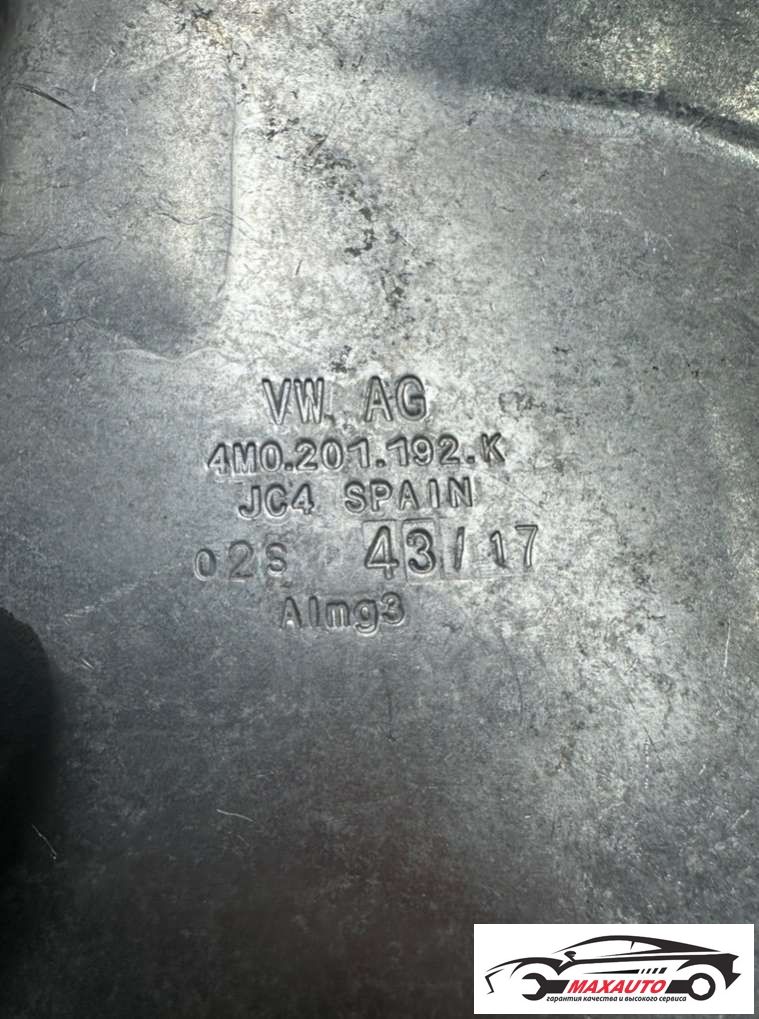 VW AG
4M0.201.192.K
JC4 SPAIN
02S 43/17
Almg3
MAXAUTO
гарантия качества и высокого сервиса